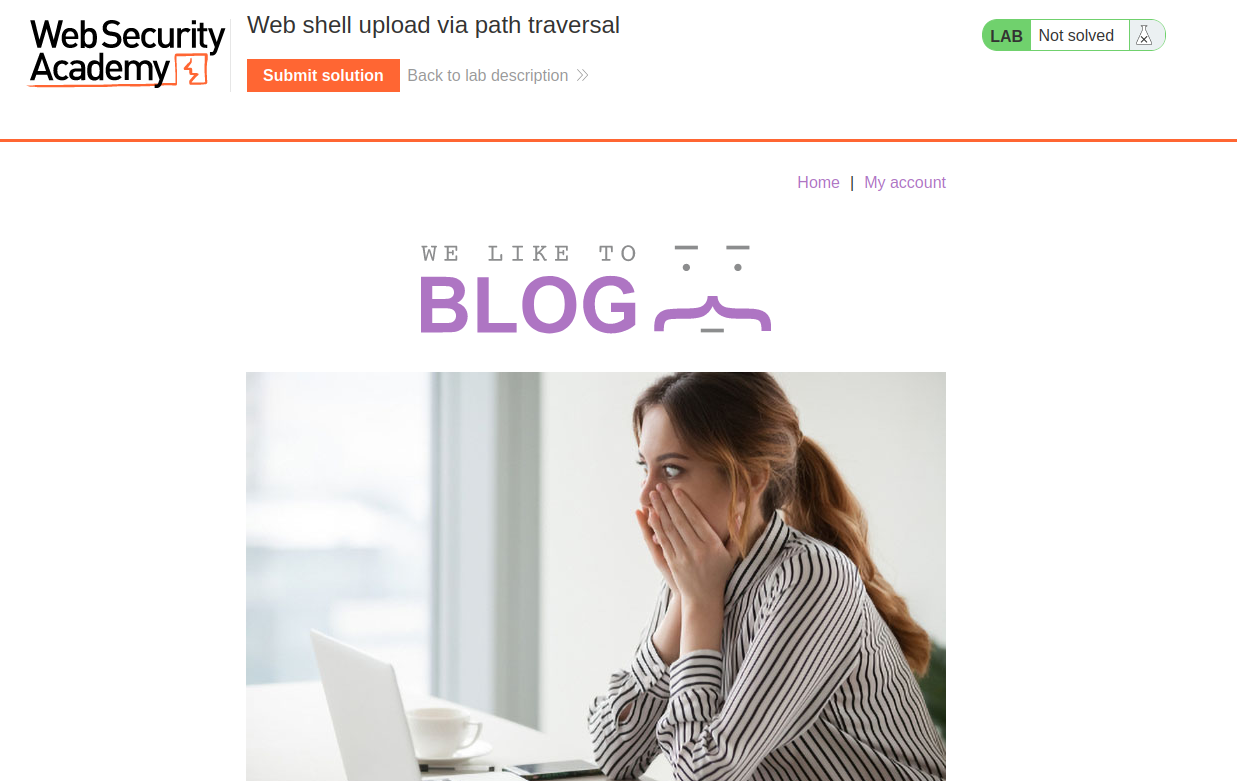 Web Security
Academy
Web shell upload via path traversal
Submit solution
Back to lab description
LAB
Not solved
Home | My account
WE LIKE TO
BLOG